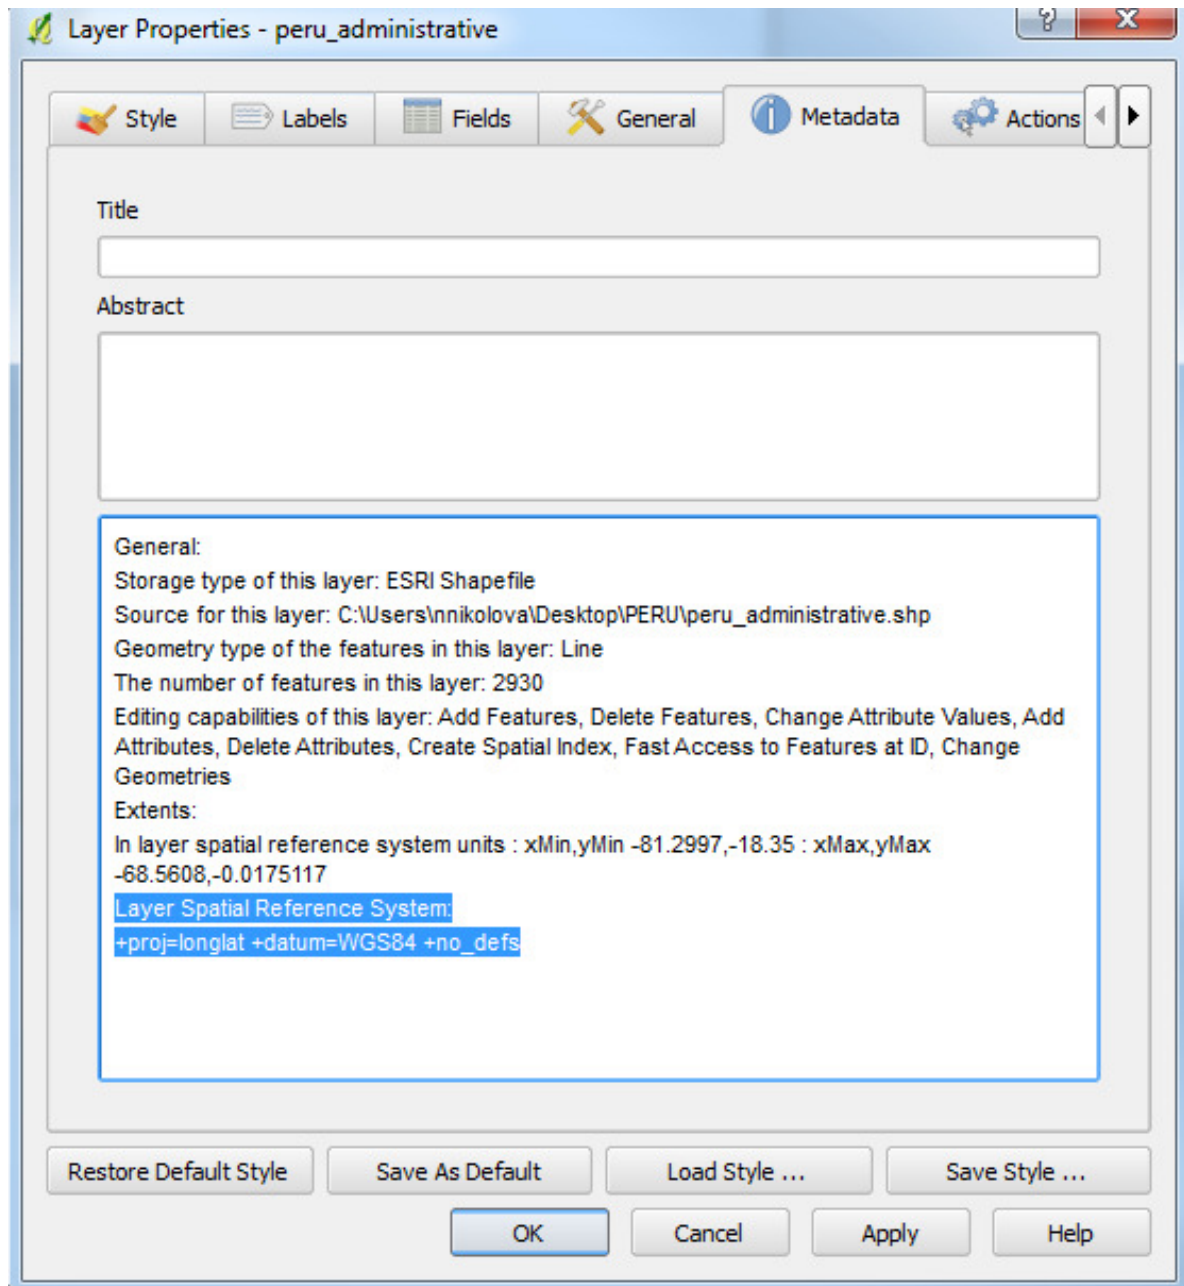 Layer Properties - peru_administrative
?
X
Style
Labels
Fields
General
Metadata
Actions
Title
Abstract
General:
Storage type of this layer: ESRI Shapefile
Source for this layer: C:\Users\nnikolova\Desktop\PERU\peru_administrative.shp
Geometry type of the features in this layer: Line
The number of features in this layer: 2930
Editing capabilities of this layer: Add Features, Delete Features, Change Attribute Values, Add
Attributes, Delete Attributes, Create Spatial Index, Fast Access to Features at ID, Change
Geometries
Extents:
In layer spatial reference system units : xMin,yMin -81.2997,-18.35 : xMax,yMax
-68.5608,-0.0175117
Layer Spatial Reference System:
+proj=longlat +datum=WGS84 +no_defs
Restore Default Style
Save As Default
Load Style ...
Save Style ...
OK
Cancel
Apply
Help